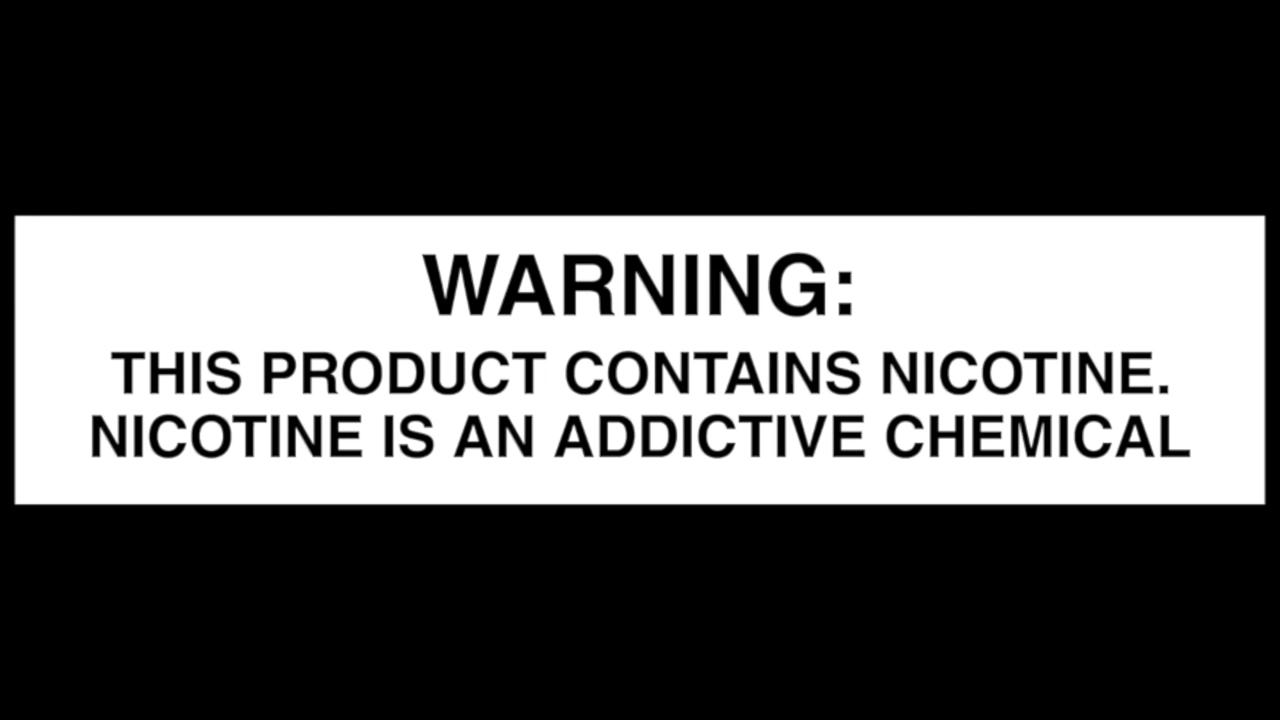 WARNING:
THIS PRODUCT CONTAINS NICOTINE.
NICOTINE IS AN ADDICTIVE CHEMICAL